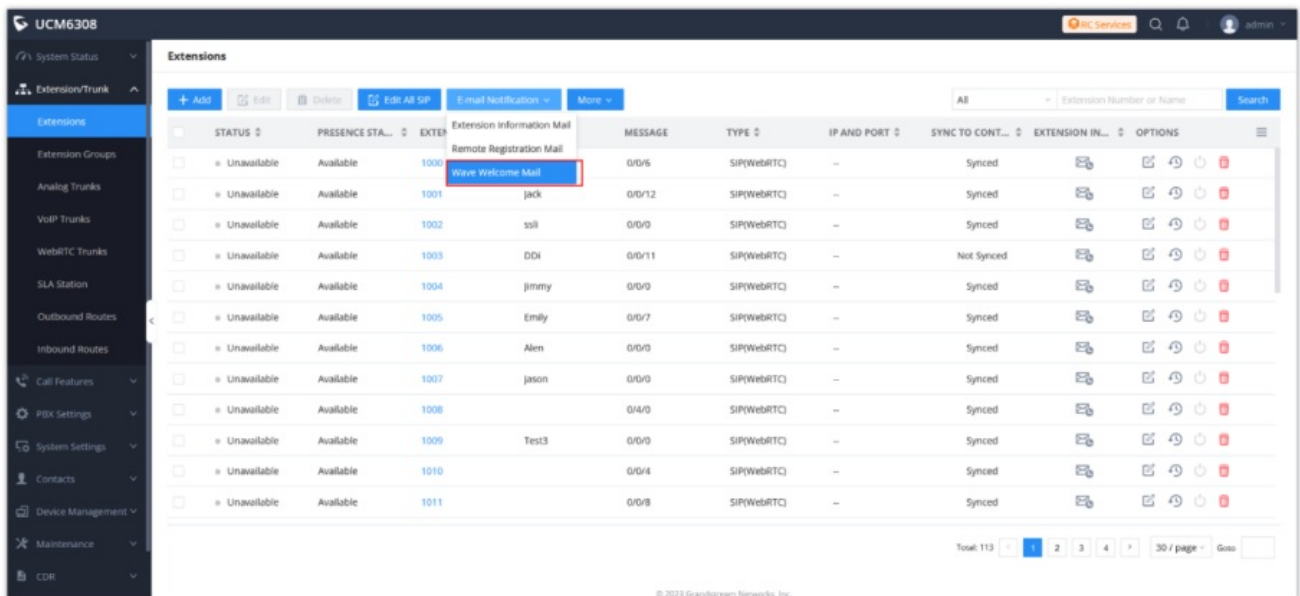 UCM6308 RC Services admin
System Status
Extension/Trunk
Extensions
Extension Groups
Analog Trunks
VoIP Trunks
WebRTC Trunks
SLA Station
Outbound Routes
Inbound Routes
Call Features
PBX Settings
System Settings
Contacts
Device Management
Maintenance
CDR
Extensions
+ Add Edit Delete Edit All SIP E-mail Notification More All Extension Number or Name Search
Extension Information Mail
Remote Registration Mail
Wave Welcome Mail
STATUS PRESENCE STA... EXTEN MESSAGE TYPE IP AND PORT SYNC TO CONT... EXTENSION IN... OPTIONS
Unavailable Available 1000 0/0/6 SIP(WebRTC) -- Synced
Unavailable Available 1001 Jack 0/0/12 SIP(WebRTC) -- Synced
Unavailable Available 1002 ssli 0/0/0 SIP(WebRTC) -- Synced
Unavailable Available 1003 DDi 0/0/11 SIP(WebRTC) -- Not Synced
Unavailable Available 1004 Jimmy 0/0/0 SIP(WebRTC) -- Synced
Unavailable Available 1005 Emily 0/0/7 SIP(WebRTC) -- Synced
Unavailable Available 1006 Alen 0/0/0 SIP(WebRTC) -- Synced
Unavailable Available 1007 Jason 0/0/0 SIP(WebRTC) -- Synced
Unavailable Available 1008 0/4/0 SIP(WebRTC) -- Synced
Unavailable Available 1009 Test3 0/0/0 SIP(WebRTC) -- Synced
Unavailable Available 1010 0/0/4 SIP(WebRTC) -- Synced
Unavailable Available 1011 0/0/8 SIP(WebRTC) -- Synced
Total: 113 < 1 2 3 4 > 30 / page Goto
© 2023 Grandstream Networks, Inc.